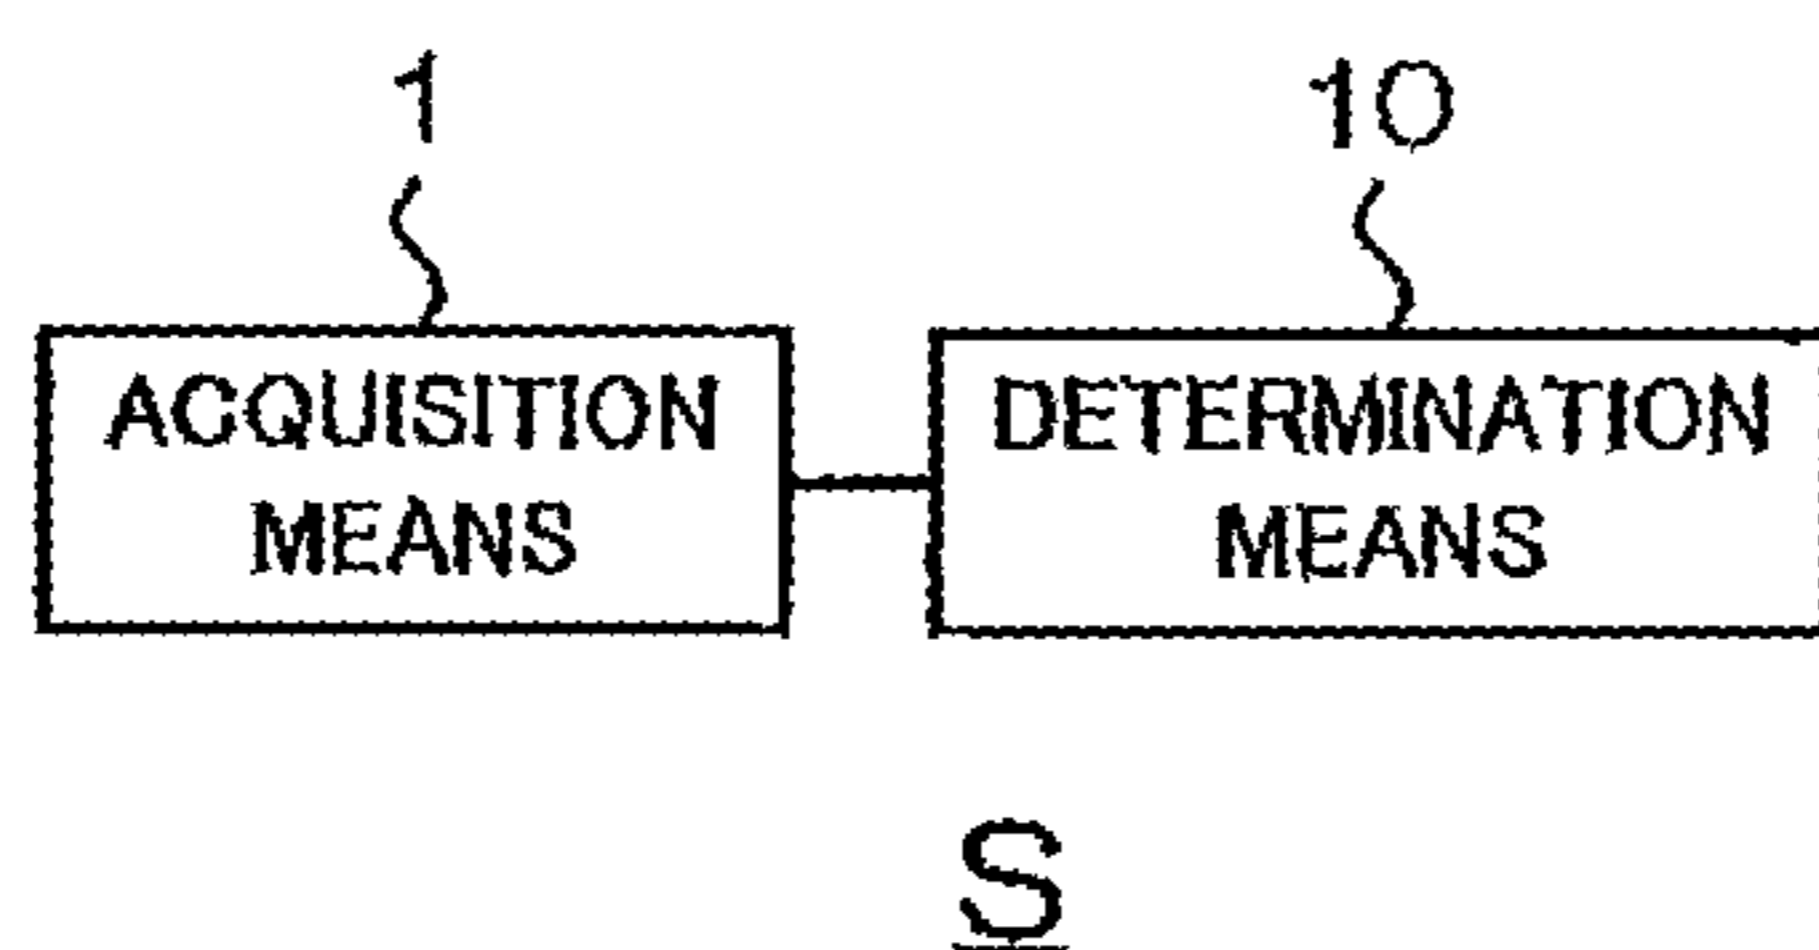 1
10
ACQUISITION
MEANS
DETERMINATION
MEANS
S